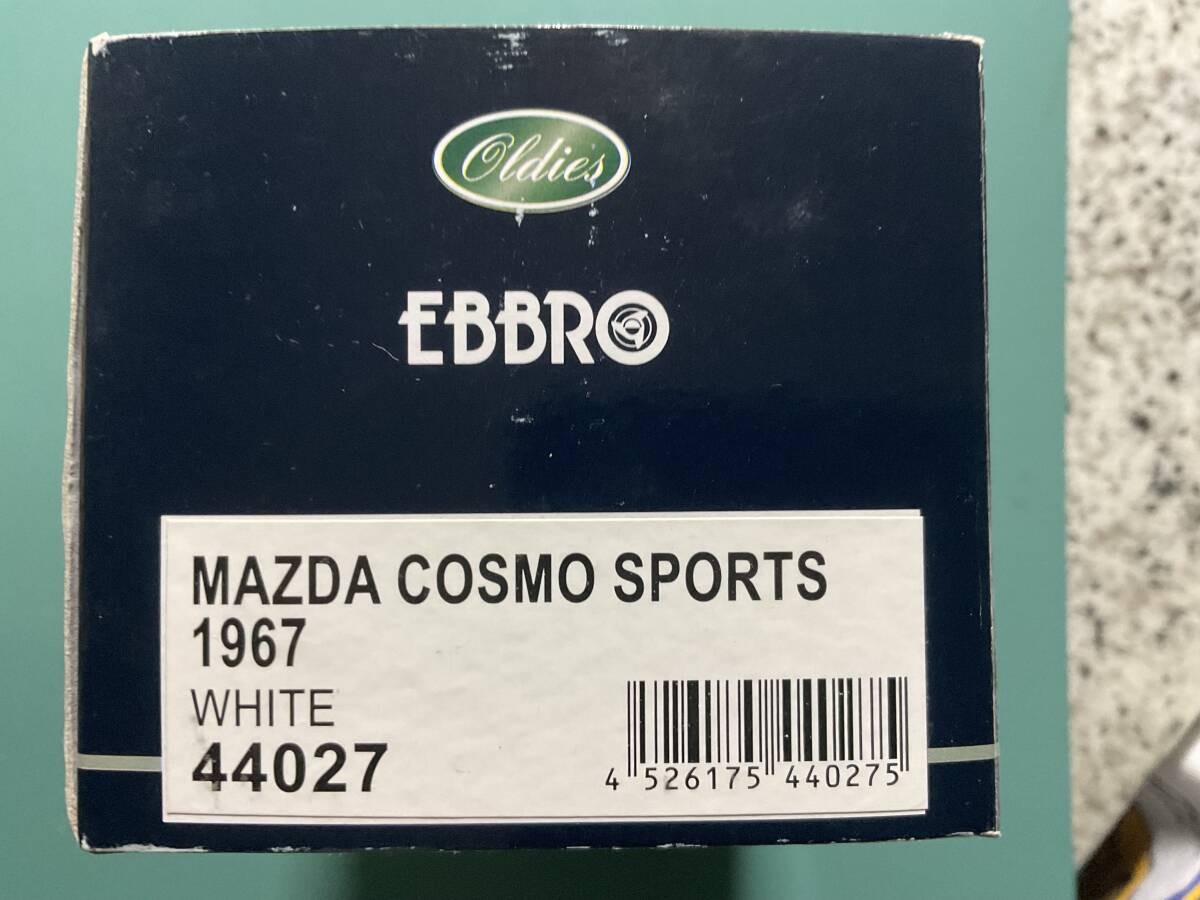 Oldies
EBBRO
MAZDA COSMO SPORTS
1967
WHITE
44027
4 526175 440275